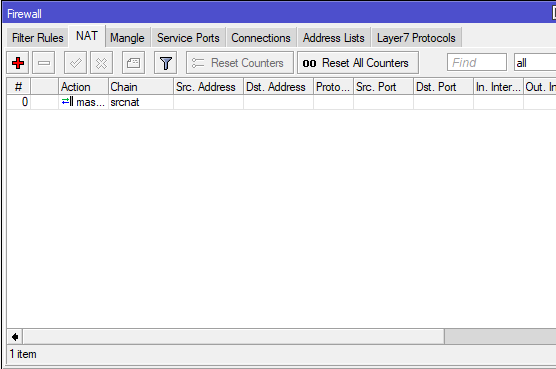 Firewall
Filter Rules NAT Mangle Service Ports Connections Address Lists Layer7 Protocols
Reset Counters 00 Reset All Counters Find all
# Action Chain Src. Address Dst. Address Proto... Src. Port Dst. Port In. Inter... Out. In
0 mas... srcnat
1 item